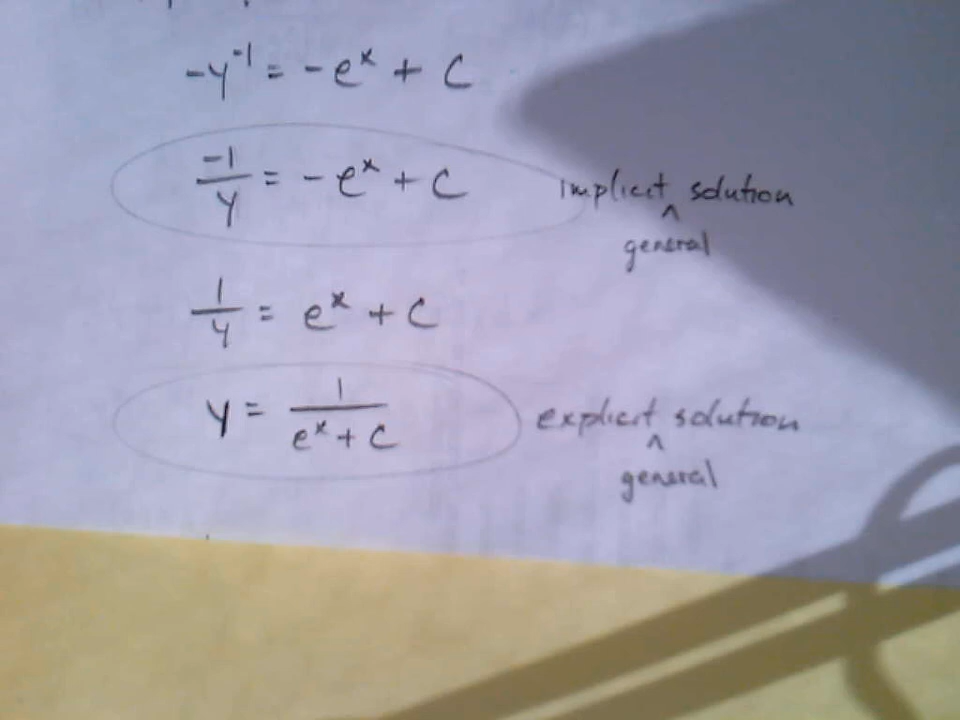 -y⁻¹ = -eˣ + C
-1/y = -eˣ + C implicit ^ solution
general
1/y = eˣ + C
y = 1/(eˣ + C) explicit ^ solution
general